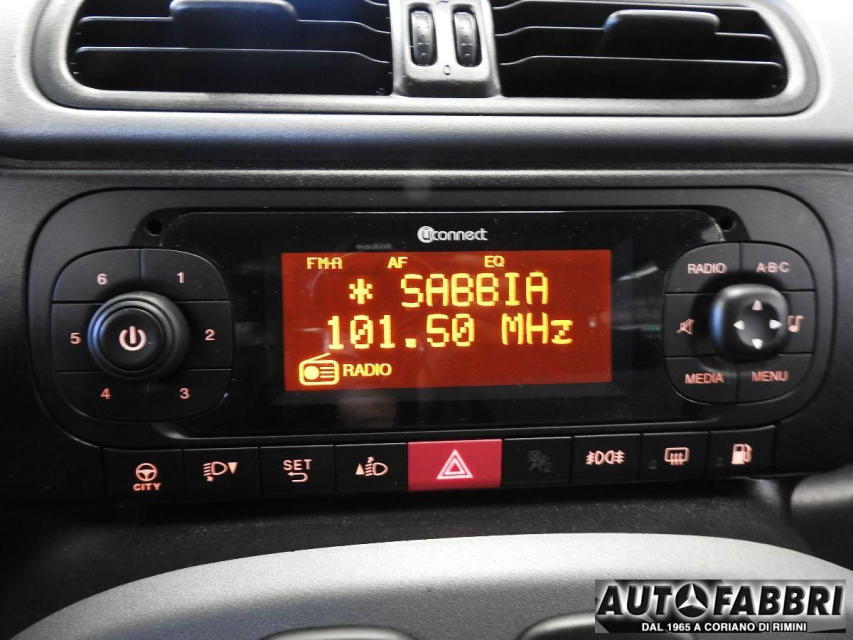 uconnect
FM-A AF EQ
* SABBIA
101.50 MHz
RADIO
6 1
5 2
4 3
RADIO A·B·C
MEDIA MENU
CITY
SET
AUTOFABBRI
DAL 1965 A CORIANO DI RIMINI